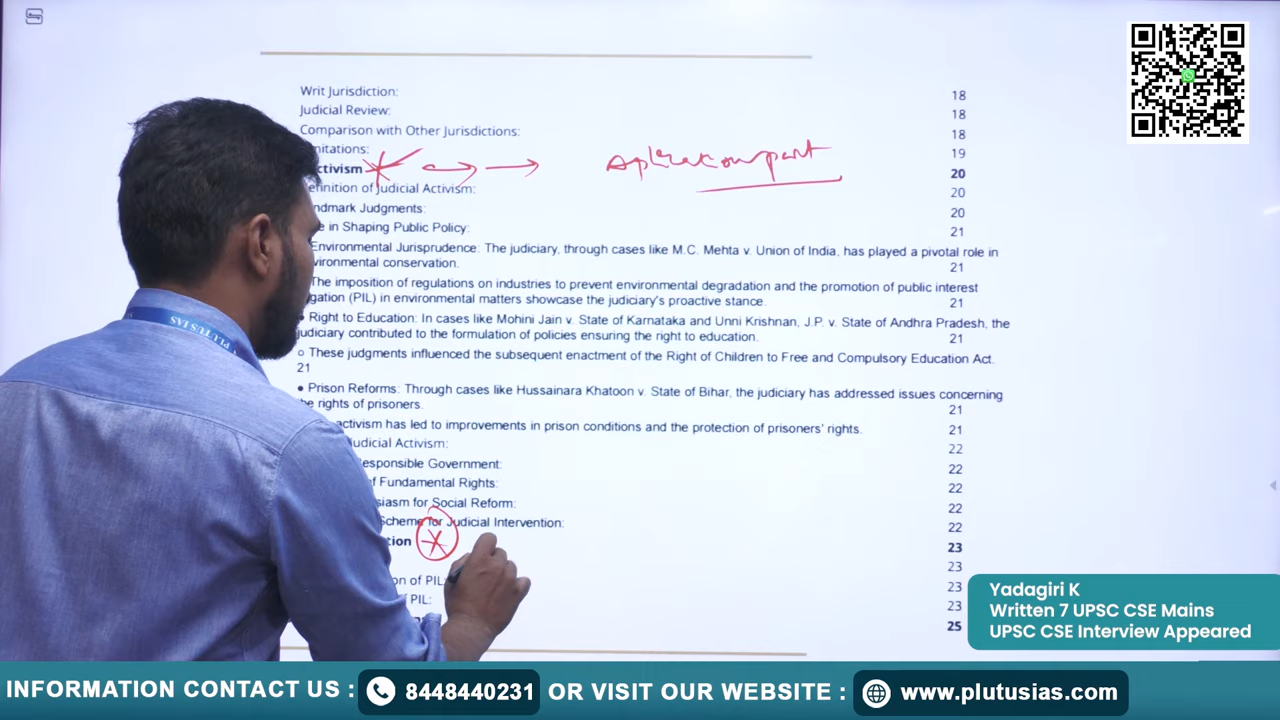 Writ Jurisdiction: 18
Judicial Review: 18
Comparison with Other Jurisdictions: 18
mitations: 19
ctivism 20
efinition of Judicial Activism: 20
ndmark Judgments: 20
e in Shaping Public Policy: 21
Environmental Jurisprudence: The judiciary, through cases like M.C. Mehta v. Union of India, has played a pivotal role in
vironmental conservation. 21
The imposition of regulations on industries to prevent environmental degradation and the promotion of public interest
gation (PIL) in environmental matters showcase the judiciary's proactive stance. 21
● Right to Education: In cases like Mohini Jain v. State of Karnataka and Unni Krishnan, J.P. v. State of Andhra Pradesh, the
judiciary contributed to the formulation of policies ensuring the right to education. 21
○ These judgments influenced the subsequent enactment of the Right of Children to Free and Compulsory Education Act.
21
● Prison Reforms: Through cases like Hussainara Khatoon v. State of Bihar, the judiciary has addressed issues concerning
he rights of prisoners. 21
activism has led to improvements in prison conditions and the protection of prisoners' rights. 21
Judicial Activism: 22
esponsible Government: 22
f Fundamental Rights: 22
siasm for Social Reform: 22
Scheme for Judicial Intervention: 22
tion 23
23
on of PIL: 23
PIL: 23
25
PLUTUS IAS
Yadagiri K
Written 7 UPSC CSE Mains
UPSC CSE Interview Appeared
INFORMATION CONTACT US : 8448440231 OR VISIT OUR WEBSITE : www.plutusias.com